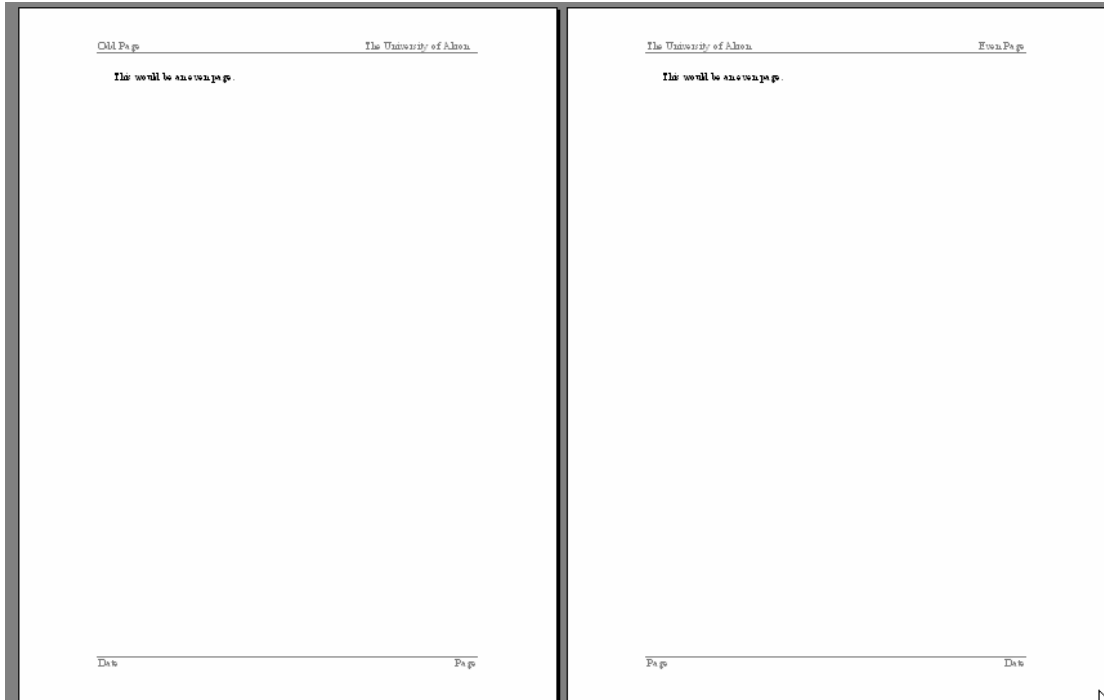 Odd Page The University of Akron
This would be an even page.
Date Page
The University of Akron Even Page
This would be an even page.
Page Date